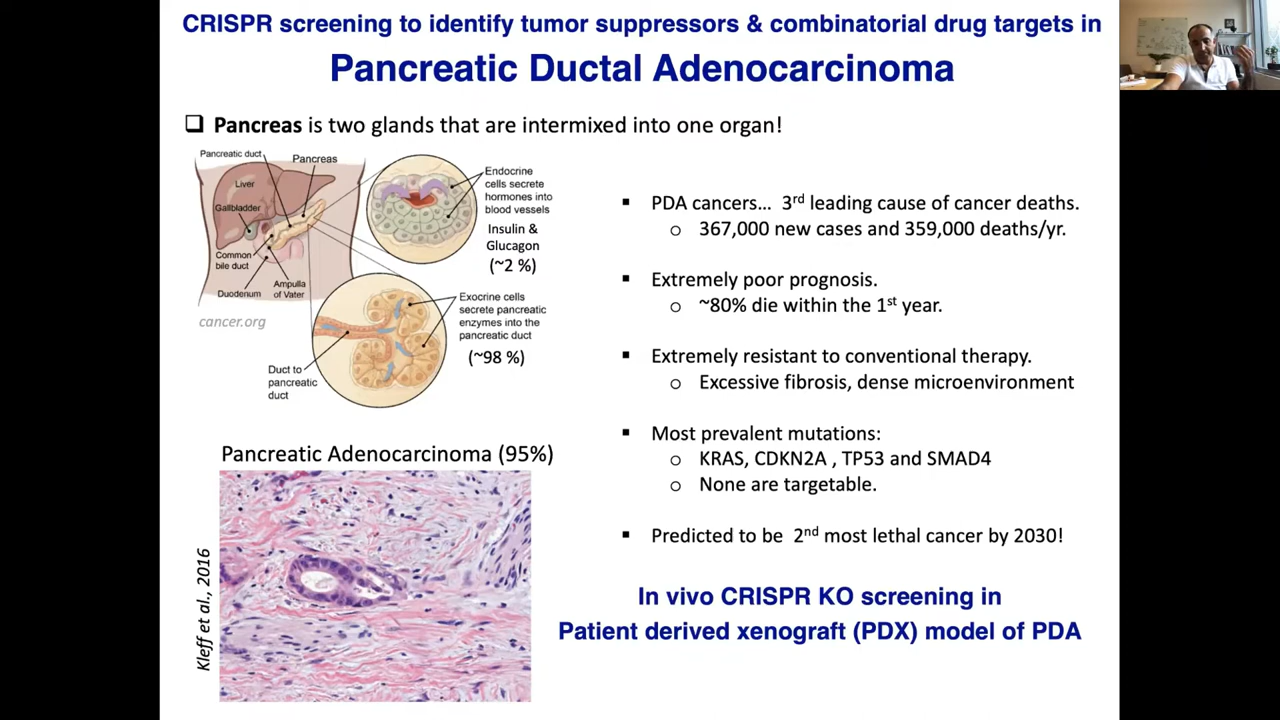 CRISPR screening to identify tumor suppressors & combinatorial drug targets in
Pancreatic Ductal Adenocarcinoma
❑ Pancreas is two glands that are intermixed into one organ!
Pancreatic duct
Pancreas
Liver
Gallbladder
Common
bile duct
Duodenum
Ampulla
of Vater
cancer.org
Endocrine
cells secrete
hormones into
blood vessels
Insulin &
Glucagon
(~2 %)
Exocrine cells
secrete pancreatic
enzymes into the
pancreatic duct
(~98 %)
Duct to
pancreatic
duct
Pancreatic Adenocarcinoma (95%)
Kleff et al., 2016
▪ PDA cancers… 3rd leading cause of cancer deaths.
o 367,000 new cases and 359,000 deaths/yr.
▪ Extremely poor prognosis.
o ~80% die within the 1st year.
▪ Extremely resistant to conventional therapy.
o Excessive fibrosis, dense microenvironment
▪ Most prevalent mutations:
o KRAS, CDKN2A , TP53 and SMAD4
o None are targetable.
▪ Predicted to be 2nd most lethal cancer by 2030!
In vivo CRISPR KO screening in
Patient derived xenograft (PDX) model of PDA